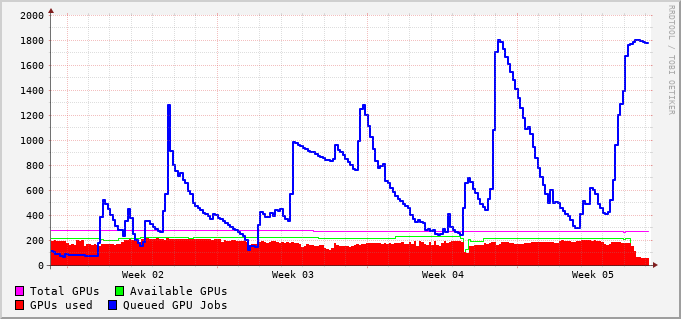 2000
1800
1600
1400
1200
1000
800
600
400
200
0
Week 02 Week 03 Week 04 Week 05
Total GPUs Available GPUs
GPUs used Queued GPU Jobs
RRDTOOL / TOBI OETIKER